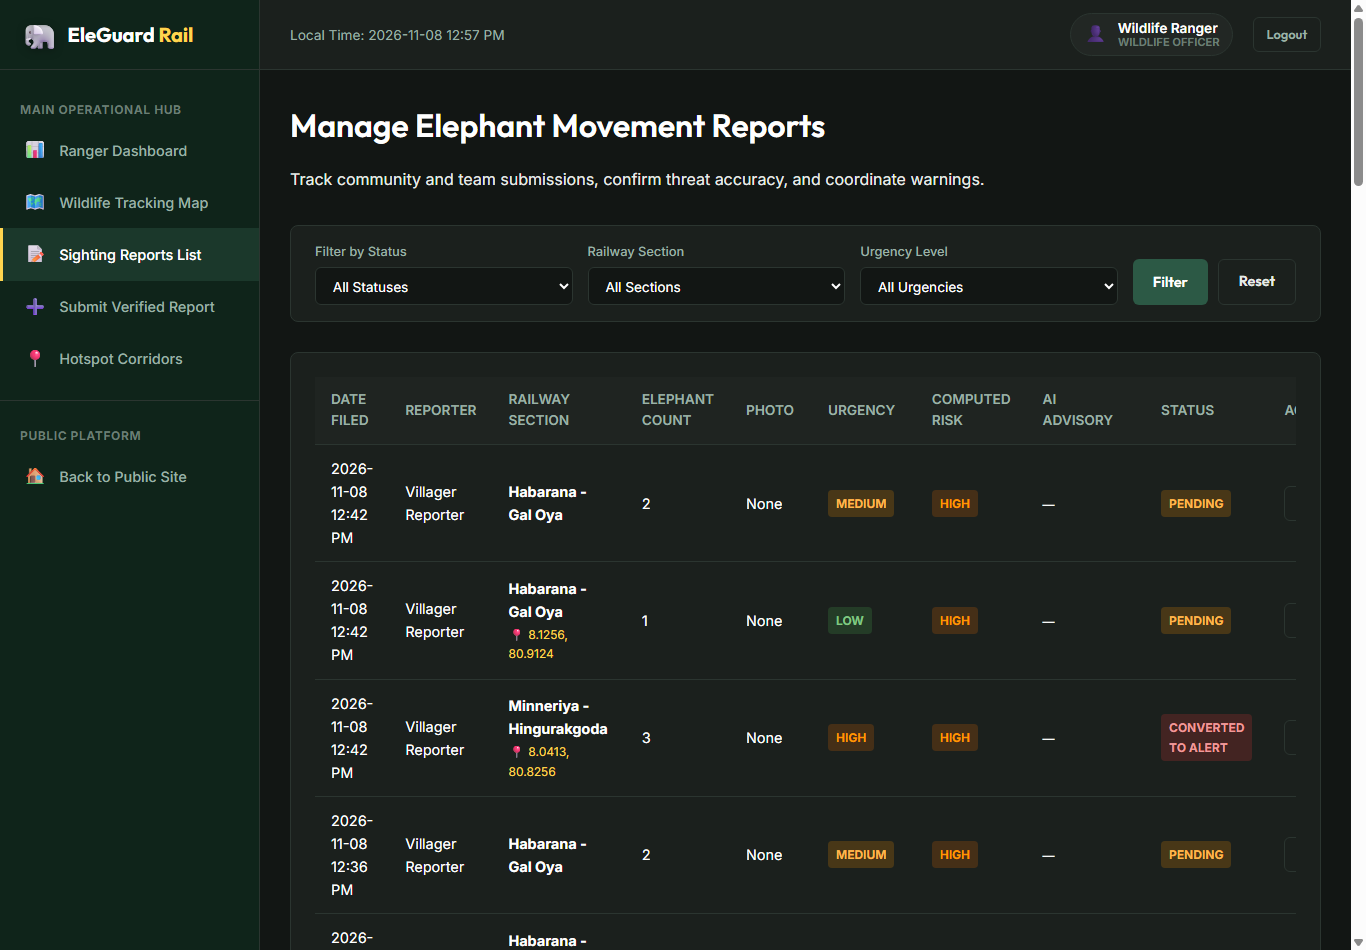 EleGuard Rail
Local Time: 2026-11-08 12:57 PM
Wildlife Ranger
WILDLIFE OFFICER
Logout
MAIN OPERATIONAL HUB
Ranger Dashboard
Wildlife Tracking Map
Sighting Reports List
Submit Verified Report
Hotspot Corridors
PUBLIC PLATFORM
Back to Public Site
Manage Elephant Movement Reports
Track community and team submissions, confirm threat accuracy, and coordinate warnings.
Filter by Status
All Statuses
Railway Section
All Sections
Urgency Level
All Urgencies
Filter
Reset
DATE
FILED
REPORTER
RAILWAY
SECTION
ELEPHANT
COUNT
PHOTO
URGENCY
COMPUTED
RISK
AI
ADVISORY
STATUS
2026-
11-08
12:42
PM
Villager
Reporter
Habarana -
Gal Oya
2
None
MEDIUM
HIGH
—
PENDING
2026-
11-08
12:42
PM
Villager
Reporter
Habarana -
Gal Oya
8.1256,
80.9124
1
None
LOW
HIGH
—
PENDING
2026-
11-08
12:42
PM
Villager
Reporter
Minneriya -
Hingurakgoda
8.0413,
80.8256
3
None
HIGH
HIGH
—
CONVERTED
TO ALERT
2026-
11-08
12:36
PM
Villager
Reporter
Habarana -
Gal Oya
2
None
MEDIUM
HIGH
—
PENDING
2026-
Habarana -